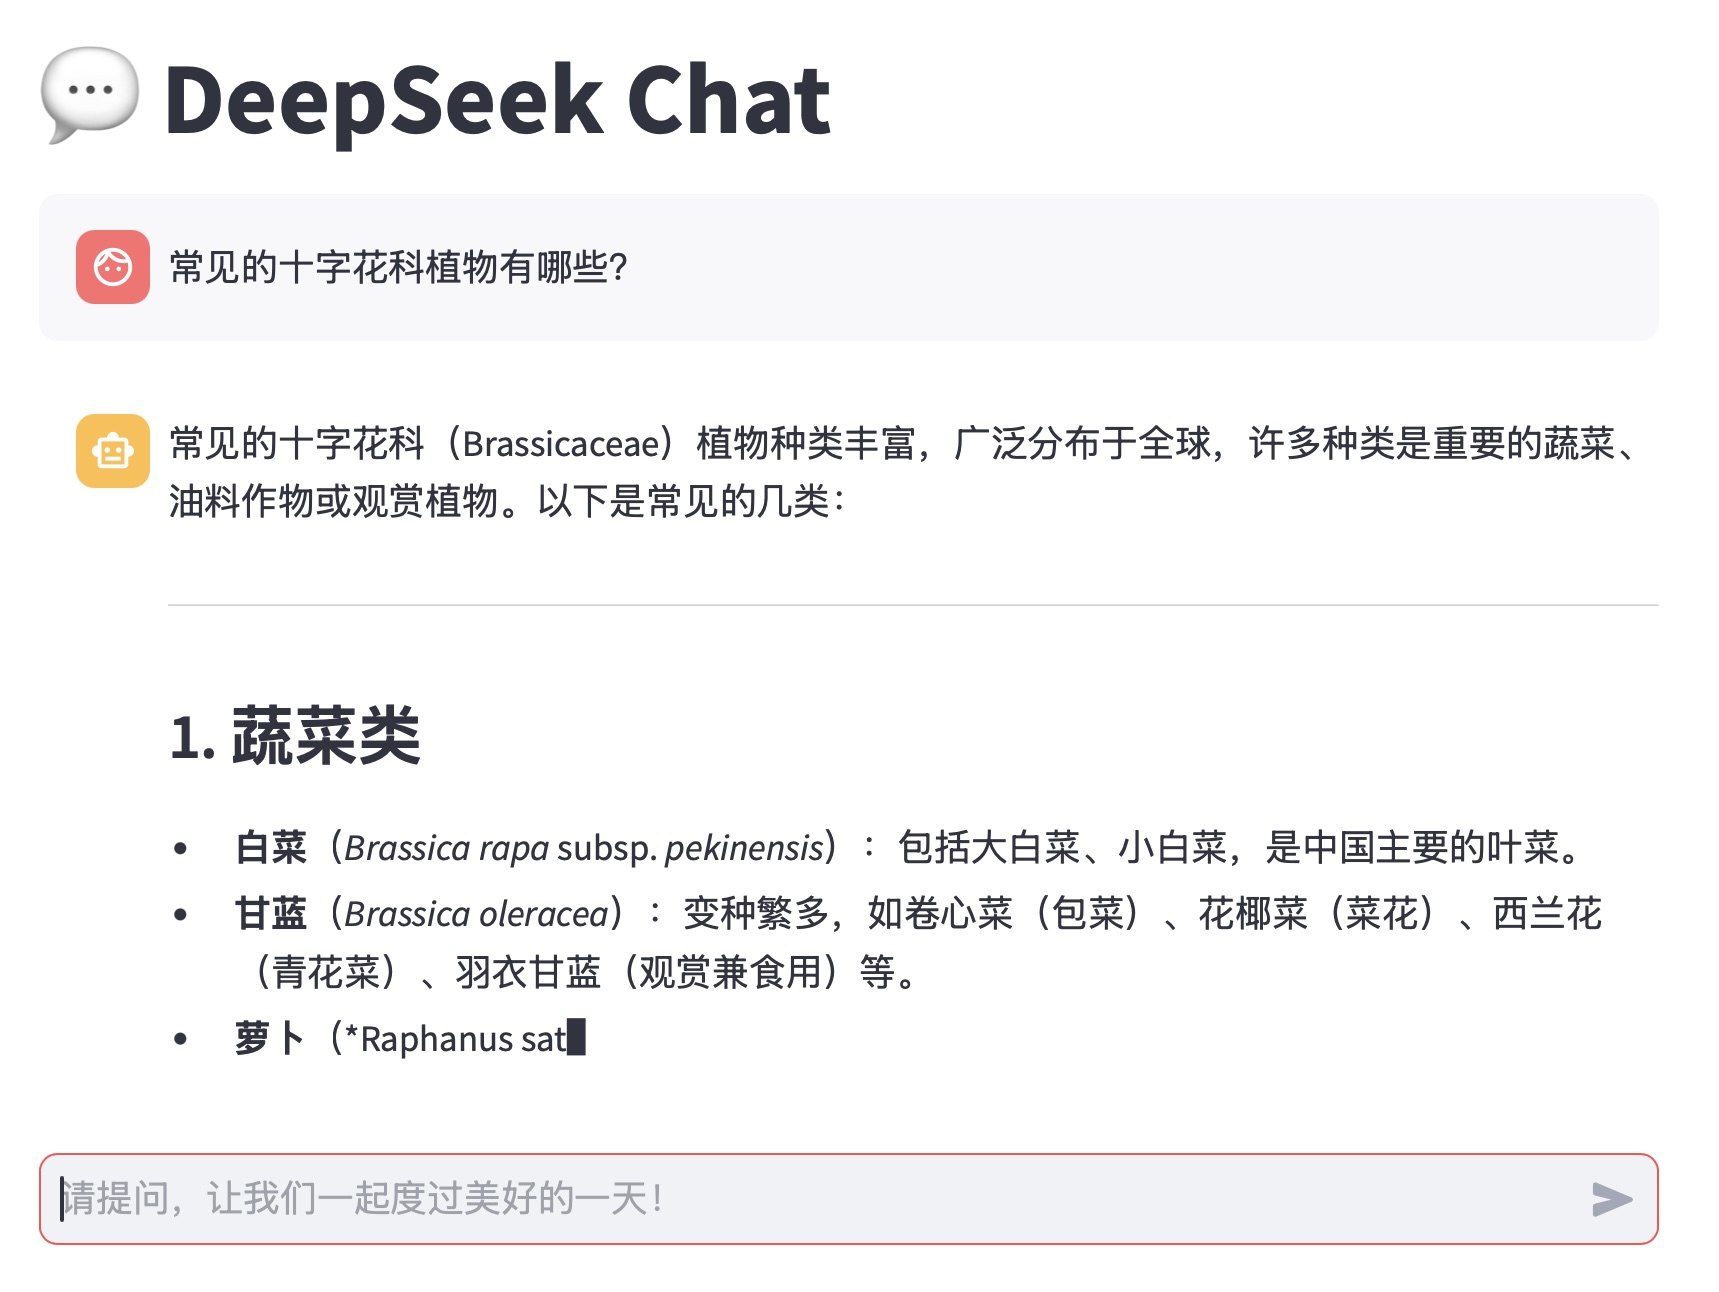 💬 DeepSeek Chat
常见的十字花科植物有哪些？
常见的十字花科（Brassicaceae）植物种类丰富，广泛分布于全球，许多种类是重要的蔬菜、
油料作物或观赏植物。以下是常见的几类：
1. 蔬菜类
• 白菜（Brassica rapa subsp. pekinensis）：包括大白菜、小白菜，是中国主要的叶菜。
• 甘蓝（Brassica oleracea）：变种繁多，如卷心菜（包菜）、花椰菜（菜花）、西兰花
（青花菜）、羽衣甘蓝（观赏兼食用）等。
• 萝卜（*Raphanus sat
请提问，让我们一起度过美好的一天！